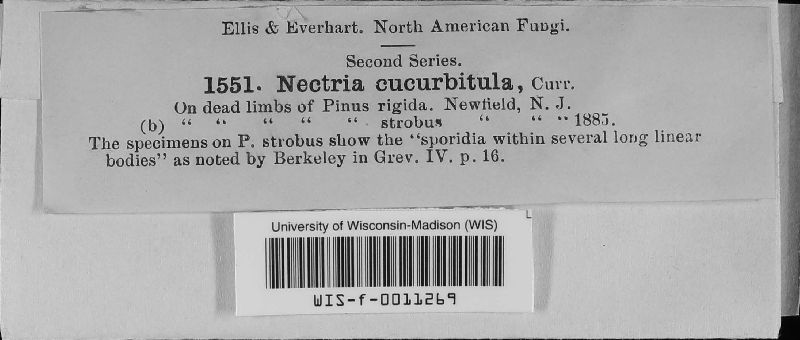 Ellis & Everhart. North American Fungi.
Second Series.
1551. Nectria cucurbitula, Curr.
On dead limbs of Pinus rigida. Newfield, N. J.
(b) “ “ “ “ “ strobus “ “ “ 1885.
The specimens on P. strobus show the “sporidia within several long linear
bodies” as noted by Berkeley in Grev. IV. p. 16.
University of Wisconsin-Madison (WIS)
WIS-f-0011269